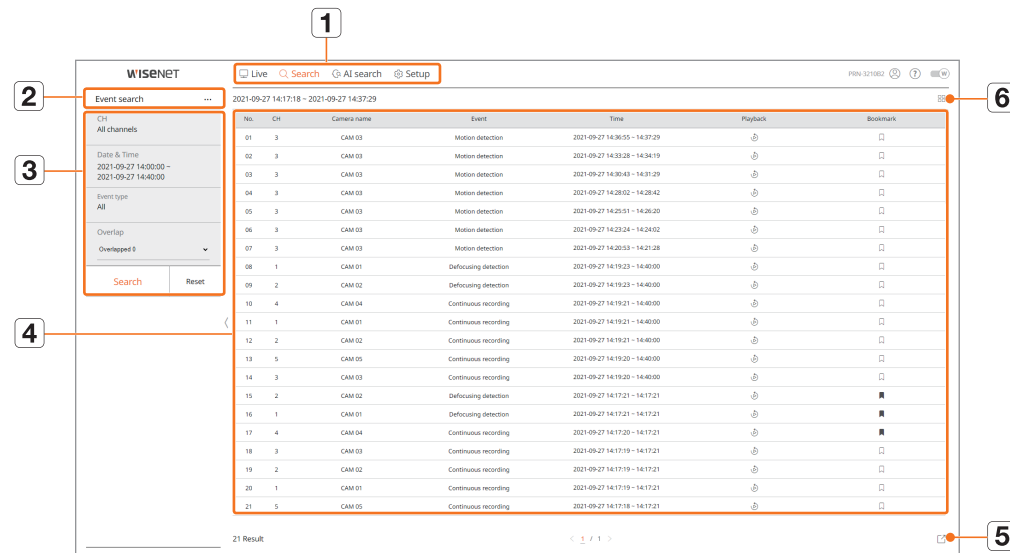 1
WISENET
Live Search AI search Setup
PRN-3210B2 ? W
2
Event search ...
2021-09-27 14:17:18 ~ 2021-09-27 14:37:29
6
3
CH
All channels
Date & Time
2021-09-27 14:00:00 ~
2021-09-27 14:40:00
Event type
All
Overlap
Overlapped 0
Search Reset
4
No. CH Camera name Event Time Playback Bookmark
01 3 CAM 03 Motion detection 2021-09-27 14:36:55 ~ 14:37:29
02 3 CAM 03 Motion detection 2021-09-27 14:33:28 ~ 14:34:19
03 3 CAM 03 Motion detection 2021-09-27 14:30:43 ~ 14:31:29
04 3 CAM 03 Motion detection 2021-09-27 14:28:02 ~ 14:28:42
05 3 CAM 03 Motion detection 2021-09-27 14:25:51 ~ 14:26:20
06 3 CAM 03 Motion detection 2021-09-27 14:23:24 ~ 14:24:02
07 3 CAM 03 Motion detection 2021-09-27 14:20:53 ~ 14:21:28
08 1 CAM 01 Defocusing detection 2021-09-27 14:19:23 ~ 14:40:00
09 2 CAM 02 Defocusing detection 2021-09-27 14:19:23 ~ 14:40:00
10 4 CAM 04 Continuous recording 2021-09-27 14:19:21 ~ 14:40:00
11 1 CAM 01 Continuous recording 2021-09-27 14:19:21 ~ 14:40:00
12 2 CAM 02 Continuous recording 2021-09-27 14:19:21 ~ 14:40:00
13 5 CAM 05 Continuous recording 2021-09-27 14:19:20 ~ 14:40:00
14 3 CAM 03 Continuous recording 2021-09-27 14:19:20 ~ 14:40:00
15 2 CAM 02 Defocusing detection 2021-09-27 14:17:21 ~ 14:17:21
16 1 CAM 01 Defocusing detection 2021-09-27 14:17:21 ~ 14:17:21
17 4 CAM 04 Continuous recording 2021-09-27 14:17:20 ~ 14:17:21
18 3 CAM 03 Continuous recording 2021-09-27 14:17:19 ~ 14:17:21
19 2 CAM 02 Continuous recording 2021-09-27 14:17:19 ~ 14:17:21
20 1 CAM 01 Continuous recording 2021-09-27 14:17:19 ~ 14:17:21
21 5 CAM 05 Continuous recording 2021-09-27 14:17:18 ~ 14:17:21
21 Result < 1 / 1 >
5